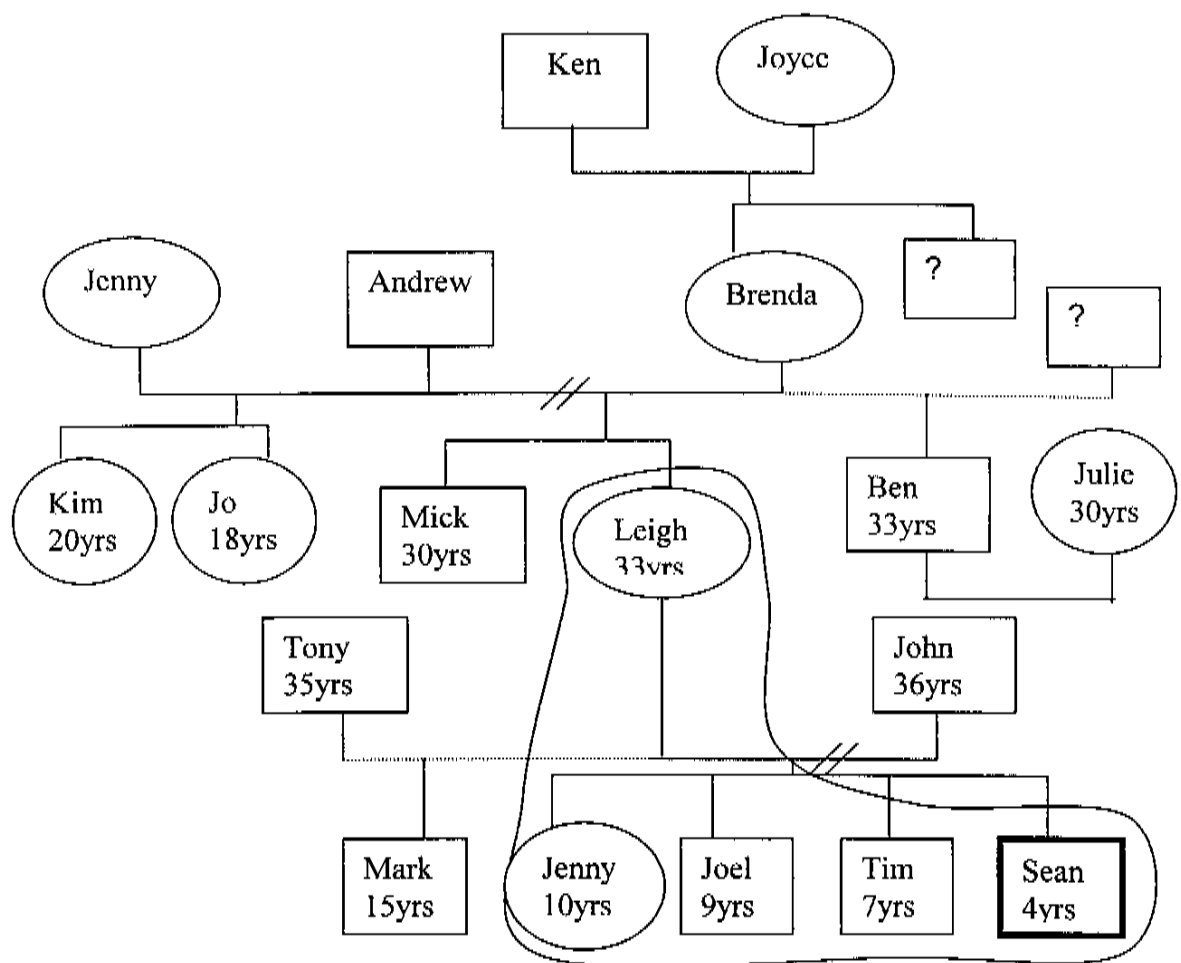 Ken
Joyce
Jenny
Andrew
Brenda
?
?
Kim
20yrs
Jo
18yrs
Mick
30yrs
Leigh
33yrs
Ben
33yrs
Julie
30yrs
Tony
35yrs
John
36yrs
Mark
15yrs
Jenny
10yrs
Joel
9yrs
Tim
7yrs
Sean
4yrs